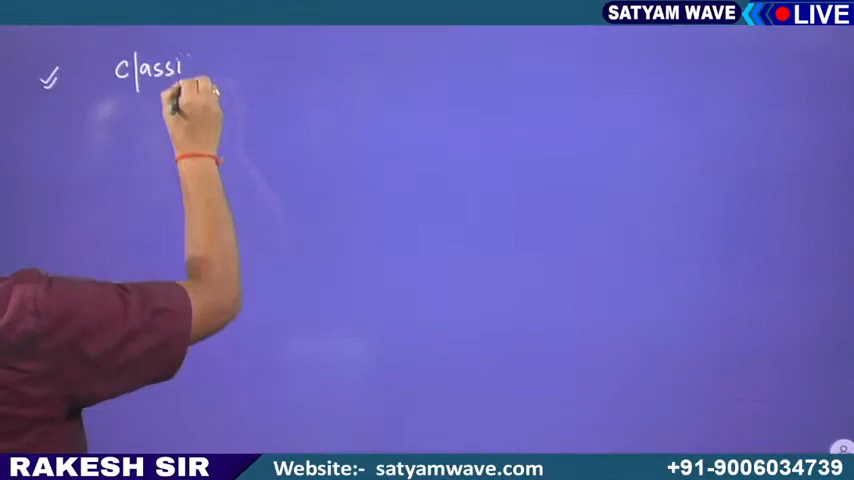 SATYAM WAVE LIVE
classi
RAKESH SIR Website:- satyamwave.com +91-9006034739